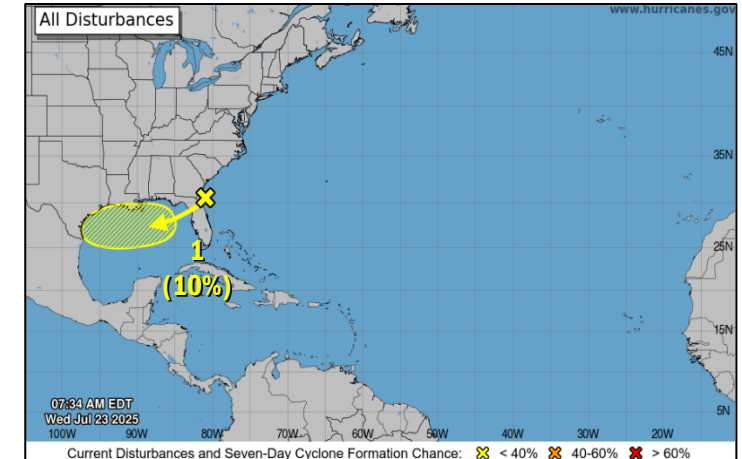 All Disturbances
www.hurricanes.gov
45N
35N
25N
1
(10%)
15N
07:34 AM EDT
Wed Jul 23 2025
5N
100W 90W 80W 70W 60W 50W 40W 30W 20W
Current Disturbances and Seven-Day Cyclone Formation Chance: < 40% 40-60% > 60%